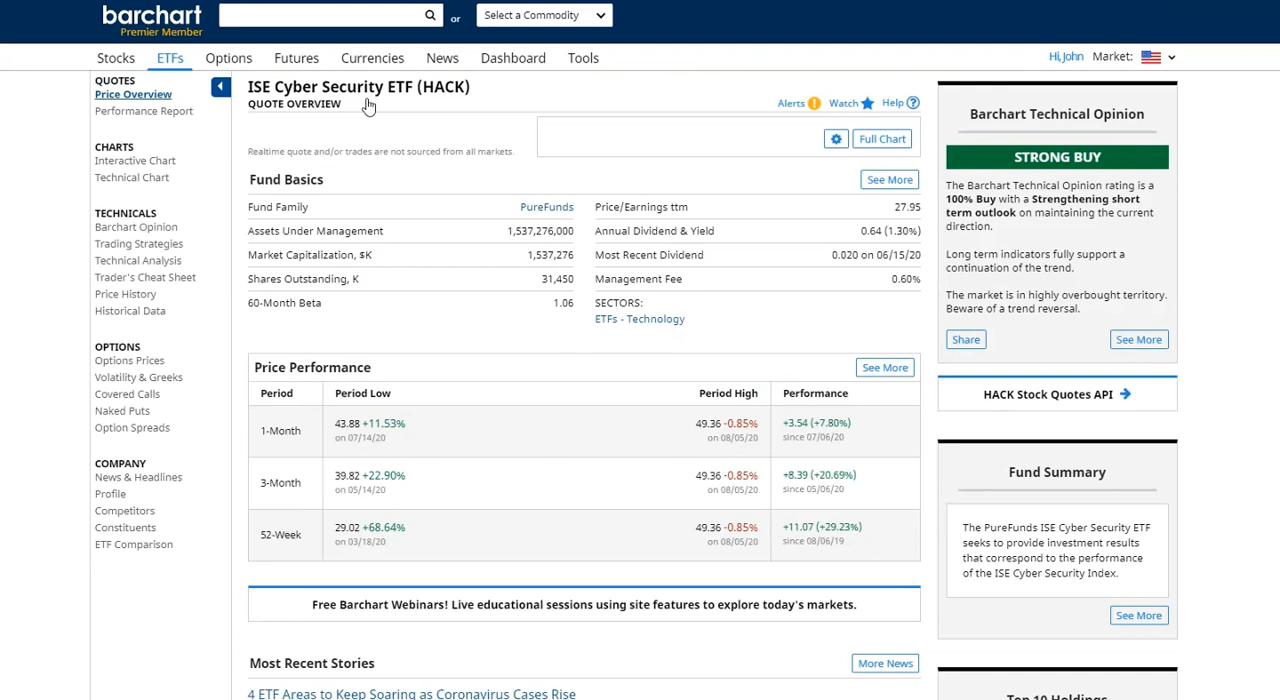 barchart
Premier Member
or
Select a Commodity
Stocks ETFs Options Futures Currencies News Dashboard Tools
Hi, John Market:
QUOTES
Price Overview
Performance Report
CHARTS
Interactive Chart
Technical Chart
TECHNICALS
Barchart Opinion
Trading Strategies
Technical Analysis
Trader's Cheat Sheet
Price History
Historical Data
OPTIONS
Options Prices
Volatility & Greeks
Covered Calls
Naked Puts
Option Spreads
COMPANY
News & Headlines
Profile
Competitors
Constituents
ETF Comparison
ISE Cyber Security ETF (HACK)
QUOTE OVERVIEW
Alerts Watch Help
Full Chart
Realtime quote and/or trades are not sourced from all markets.
Fund Basics
See More
Fund Family PureFunds
Assets Under Management 1,537,276,000
Market Capitalization, $K 1,537,276
Shares Outstanding, K 31,450
60-Month Beta 1.06
Price/Earnings ttm 27.95
Annual Dividend & Yield 0.64 (1.30%)
Most Recent Dividend 0.020 on 06/15/20
Management Fee 0.60%
SECTORS:
ETFs - Technology
Price Performance
See More
Period Period Low Period High Performance
1-Month
43.88 +11.53%
on 07/14/20
49.36 -0.85%
on 08/05/20
+3.54 (+7.80%)
since 07/06/20
3-Month
39.82 +22.90%
on 05/14/20
49.36 -0.85%
on 08/05/20
+8.39 (+20.69%)
since 05/06/20
52-Week
29.02 +68.64%
on 03/18/20
49.36 -0.85%
on 08/05/20
+11.07 (+29.23%)
since 08/06/19
Free Barchart Webinars! Live educational sessions using site features to explore today's markets.
Most Recent Stories
More News
4 ETF Areas to Keep Soaring as Coronavirus Cases Rise
Barchart Technical Opinion
STRONG BUY
The Barchart Technical Opinion rating is a
100% Buy with a Strengthening short
term outlook on maintaining the current
direction.
Long term indicators fully support a
continuation of the trend.
The market is in highly overbought territory.
Beware of a trend reversal.
Share
See More
HACK Stock Quotes API
Fund Summary
The PureFunds ISE Cyber Security ETF
seeks to provide investment results
that correspond to the performance
of the ISE Cyber Security Index.
See More
Top 10 Holdings